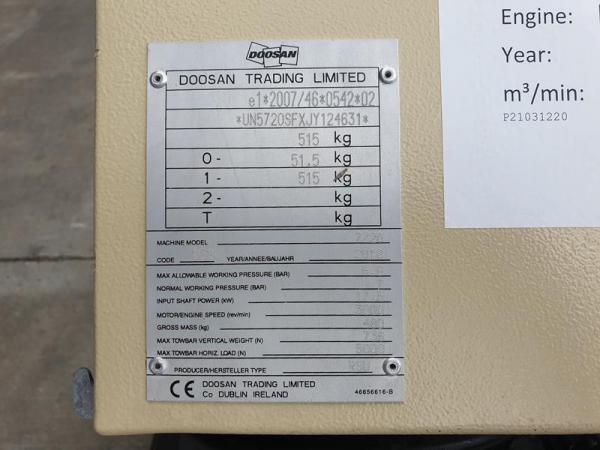 DOOSAN
DOOSAN TRADING LIMITED
e1*2007/46*0542*02
*UN5720SFXJY124631*
515 kg
0- 51.5 kg
1- 515 kg
2- kg
T kg
MACHINE MODEL
CODE YEAR/ANNEE/BAUJAHR
MAX ALLOWABLE WORKING PRESSURE (BAR)
NORMAL WORKING PRESSURE (BAR)
INPUT SHAFT POWER (kW)
MOTOR/ENGINE SPEED (rev/min)
GROSS MASS (kg)
MAX TOWBAR VERTICAL WEIGHT (N)
MAX TOWBAR HORIZ. LOAD (N)
PRODUCER/HERSTELLER TYPE
CE DOOSAN TRADING LIMITED
Co DUBLIN IRELAND
46656616-B
Engine:
Year:
m³/min:
P21031220